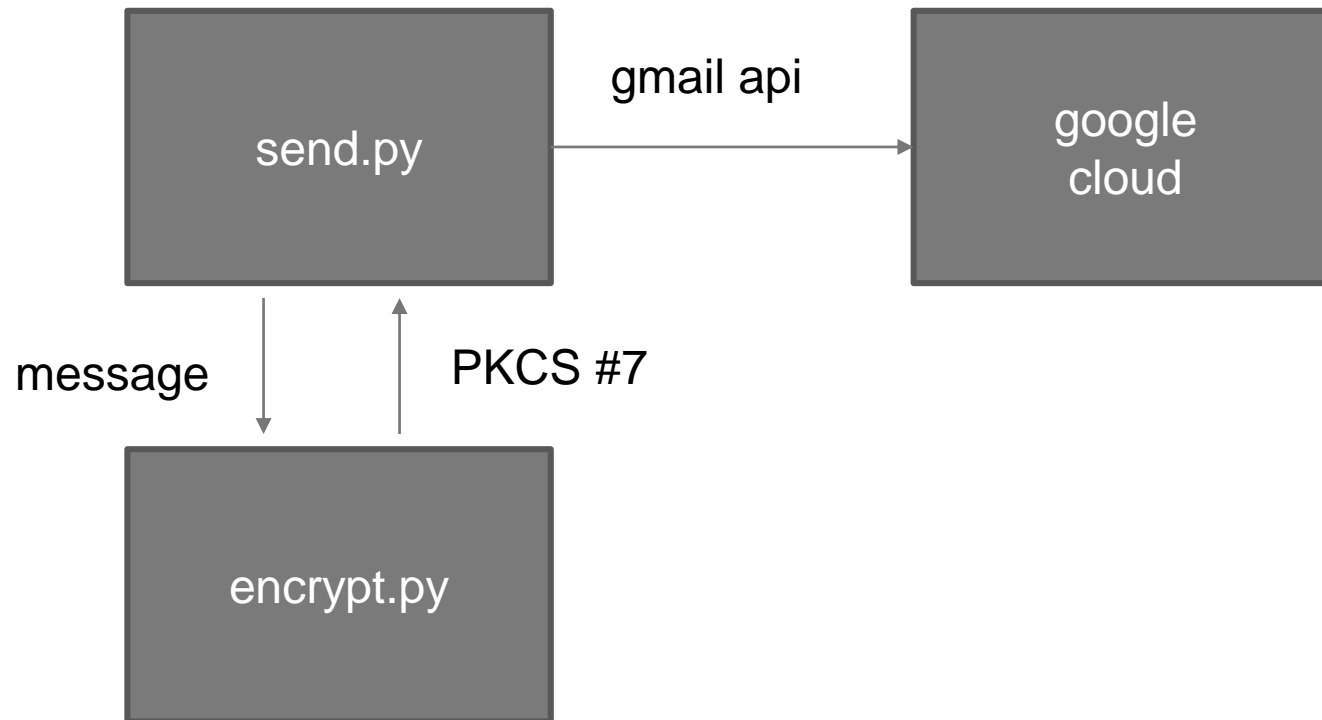 send.py
gmail api
google
cloud
message
PKCS #7
encrypt.py